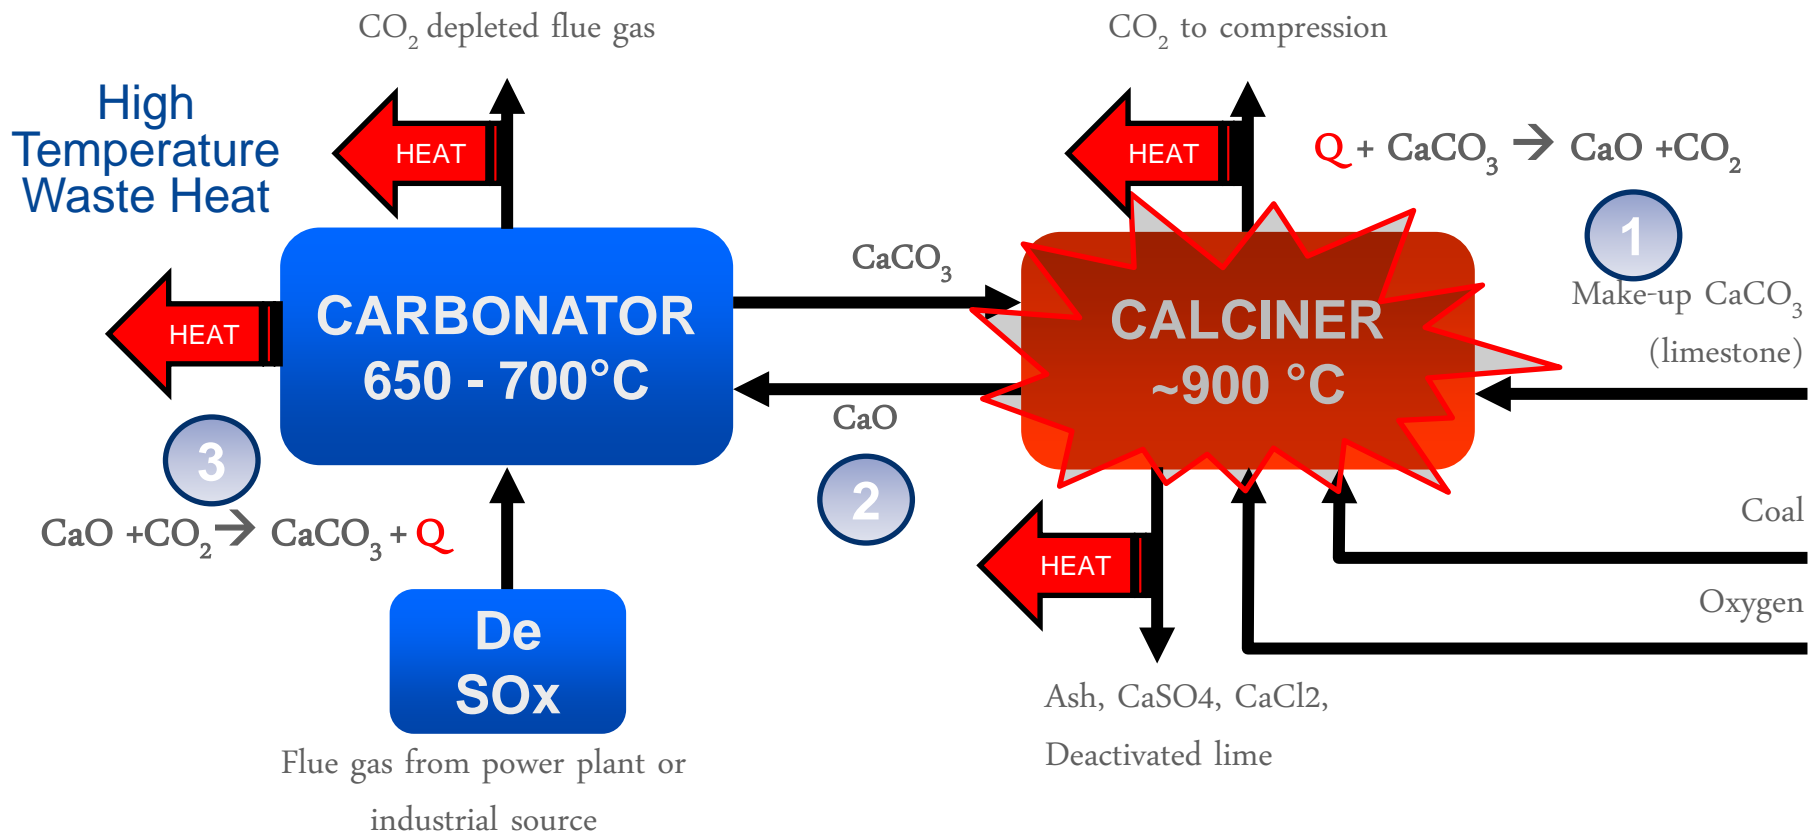 CO₂ depleted flue gas
CO₂ to compression
High
Temperature
Waste Heat
HEAT
HEAT
Q + CaCO₃ → CaO +CO₂
1
CaCO₃
Make-up CaCO₃
(limestone)
HEAT
CARBONATOR
650 - 700°C
CALCINER
~900 °C
CaO
3
2
CaO +CO₂→ CaCO₃ + Q
Coal
HEAT
Oxygen
De
SOx
Ash, CaSO4, CaCl2,
Deactivated lime
Flue gas from power plant or
industrial source